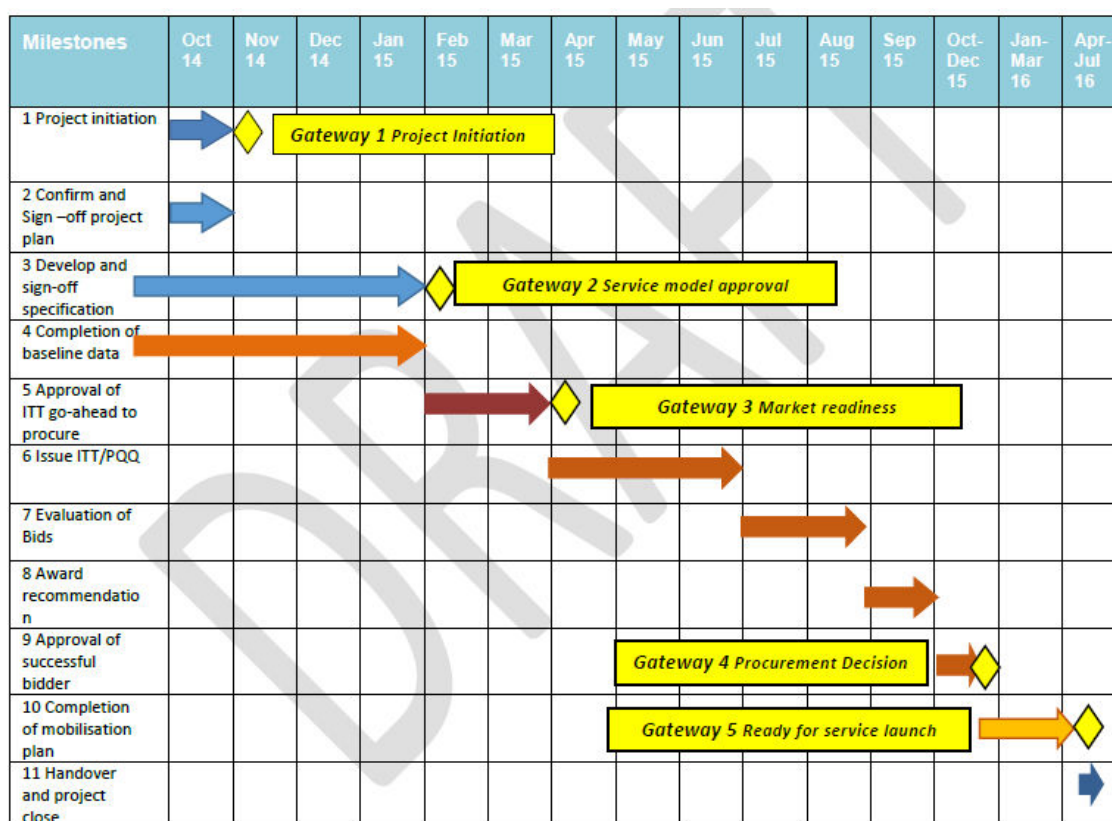 Milestones
Oct
14
Nov
14
Dec
14
Jan
15
Feb
15
Mar
15
Apr
15
May
15
Jun
15
Jul
15
Aug
15
Sep
15
Oct-
Dec
15
Jan-
Mar
16
Apr-
Jul
16
1 Project initiation
Gateway 1 Project Initiation
2 Confirm and
Sign –off project
plan
3 Develop and
sign-off
specification
Gateway 2 Service model approval
4 Completion of
baseline data
5 Approval of
ITT go-ahead to
procure
Gateway 3 Market readiness
6 Issue ITT/PQQ
7 Evaluation of
Bids
8 Award
recommendatio
n
9 Approval of
successful
bidder
Gateway 4 Procurement Decision
10 Completion
of mobilisation
plan
Gateway 5 Ready for service launch
11 Handover
and project
close
DRAFT